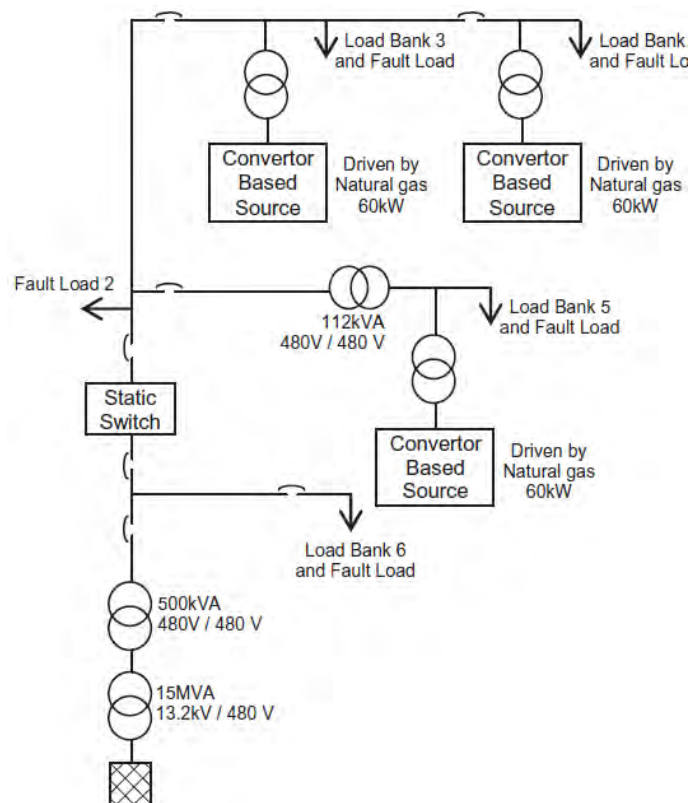 Load Bank 3
and Fault Load
Load Bank
and Fault Lo
Convertor
Based
Source
Driven by
Natural gas
60kW
Convertor
Based
Source
Driven by
Natural gas
60kW
Fault Load 2
112kVA
480V / 480 V
Load Bank 5
and Fault Load
Static
Switch
Convertor
Based
Source
Driven by
Natural gas
60kW
Load Bank 6
and Fault Load
500kVA
480V / 480 V
15MVA
13.2kV / 480 V